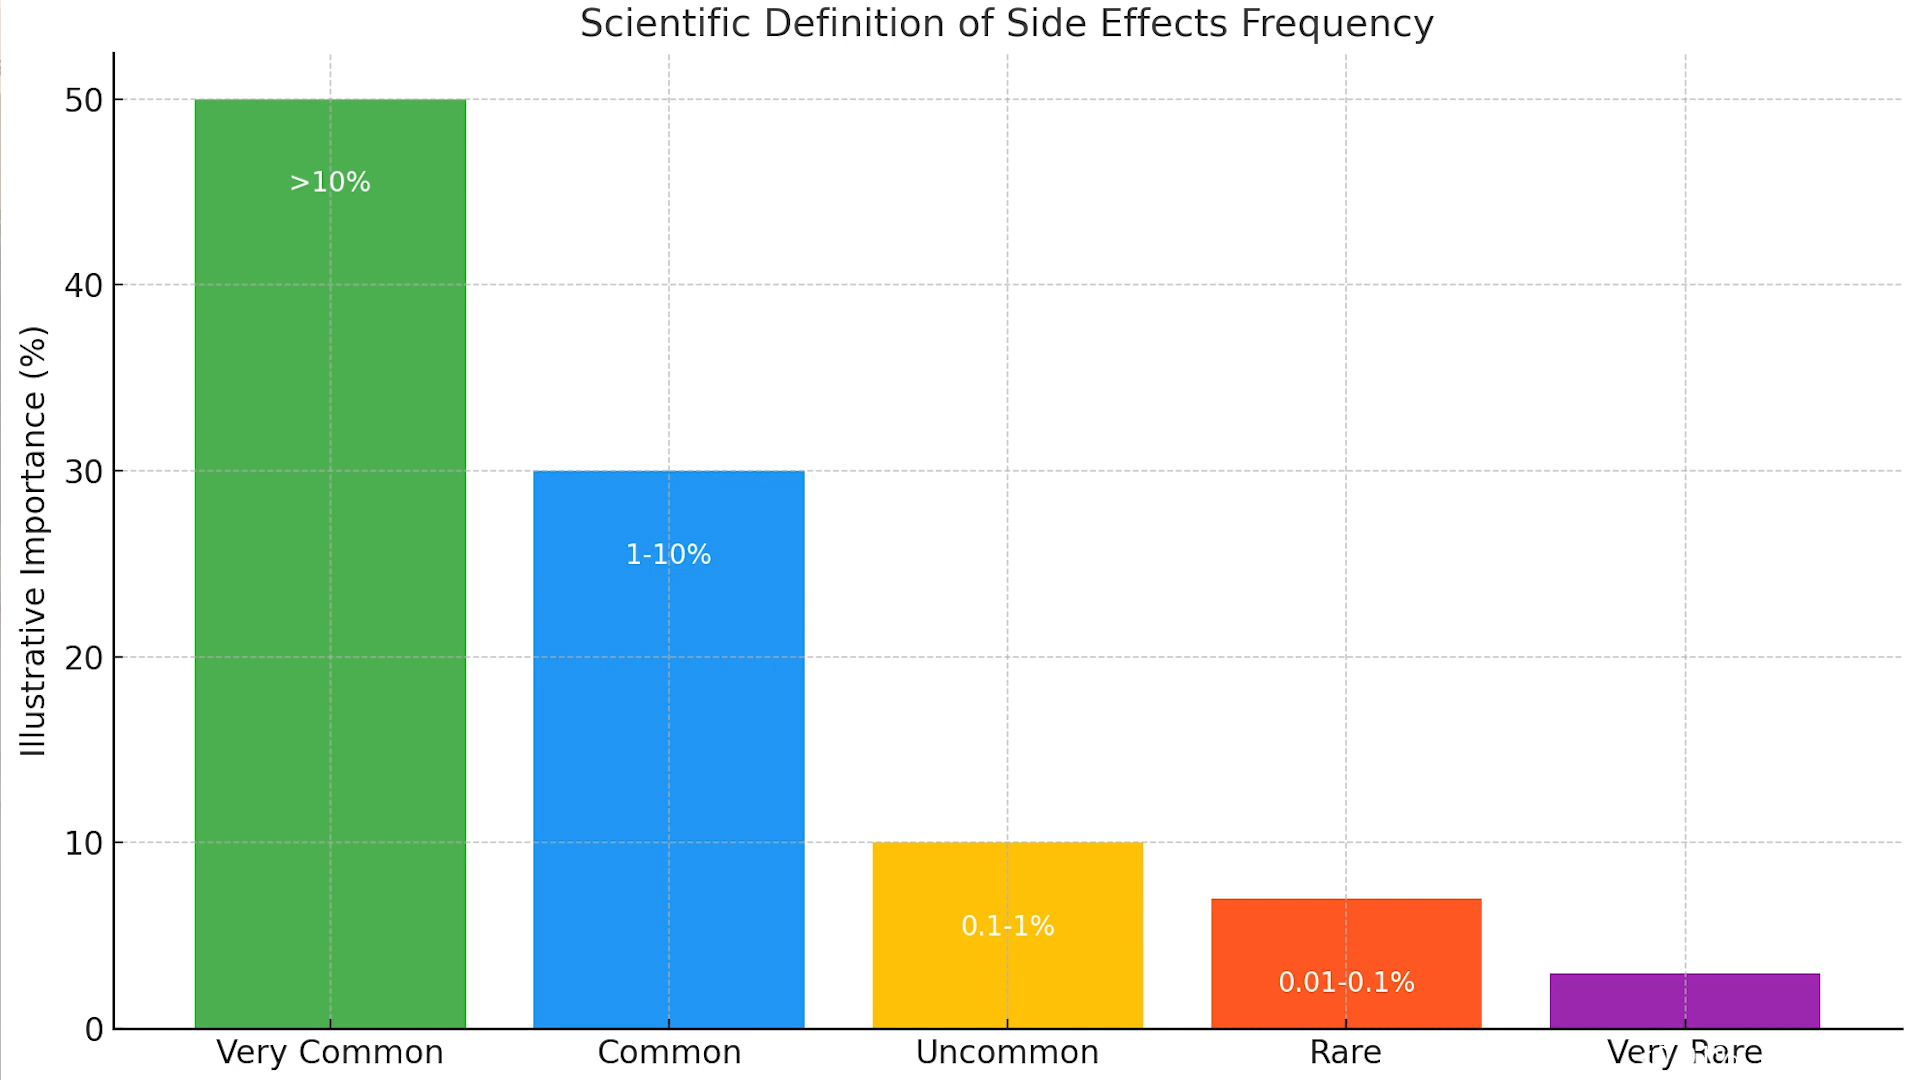 Scientific Definition of Side Effects Frequency
Illustrative Importance (%)
50
40
30
20
10
0
>10%
1-10%
0.1-1%
0.01-0.1%
Very Common
Common
Uncommon
Rare
Very Rare